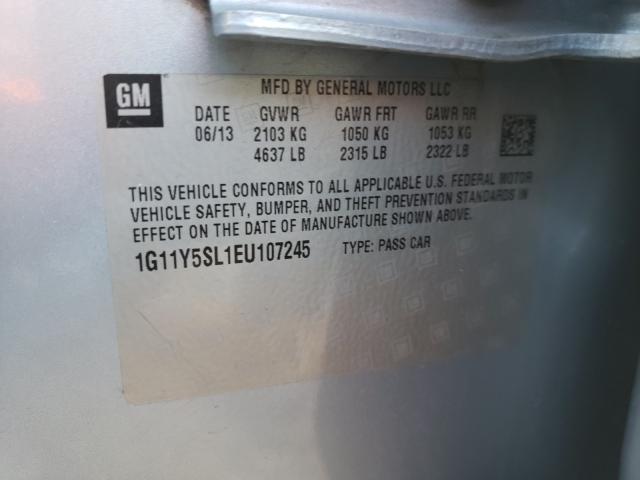 GM
MFD BY GENERAL MOTORS LLC
DATE GVWR GAWR FRT GAWR RR
06/13 2103 KG 1050 KG 1053 KG
4637 LB 2315 LB 2322 LB
THIS VEHICLE CONFORMS TO ALL APPLICABLE U.S. FEDERAL MOTOR
VEHICLE SAFETY, BUMPER, AND THEFT PREVENTION STANDARDS IN
EFFECT ON THE DATE OF MANUFACTURE SHOWN ABOVE.
1G11Y5SL1EU107245 TYPE: PASS CAR